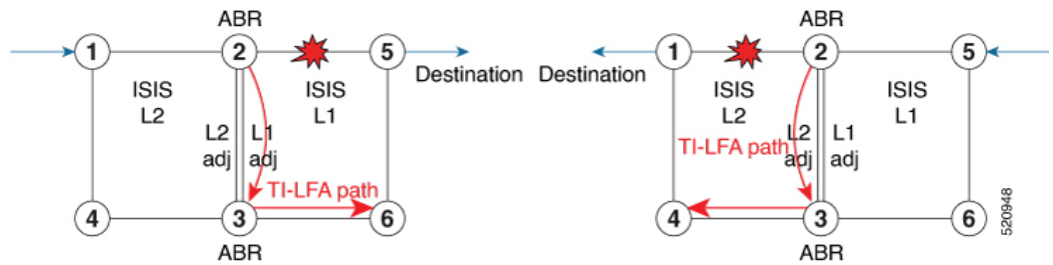 ABR
1
2
5
Destination
ISIS
L2
ISIS
L1
L2
adj
L1
adj
TI-LFA path
4
3
6
ABR
ABR
1
2
5
Destination
ISIS
L2
ISIS
L1
L2
adj
L1
adj
TI-LFA path
4
3
6
ABR
520948